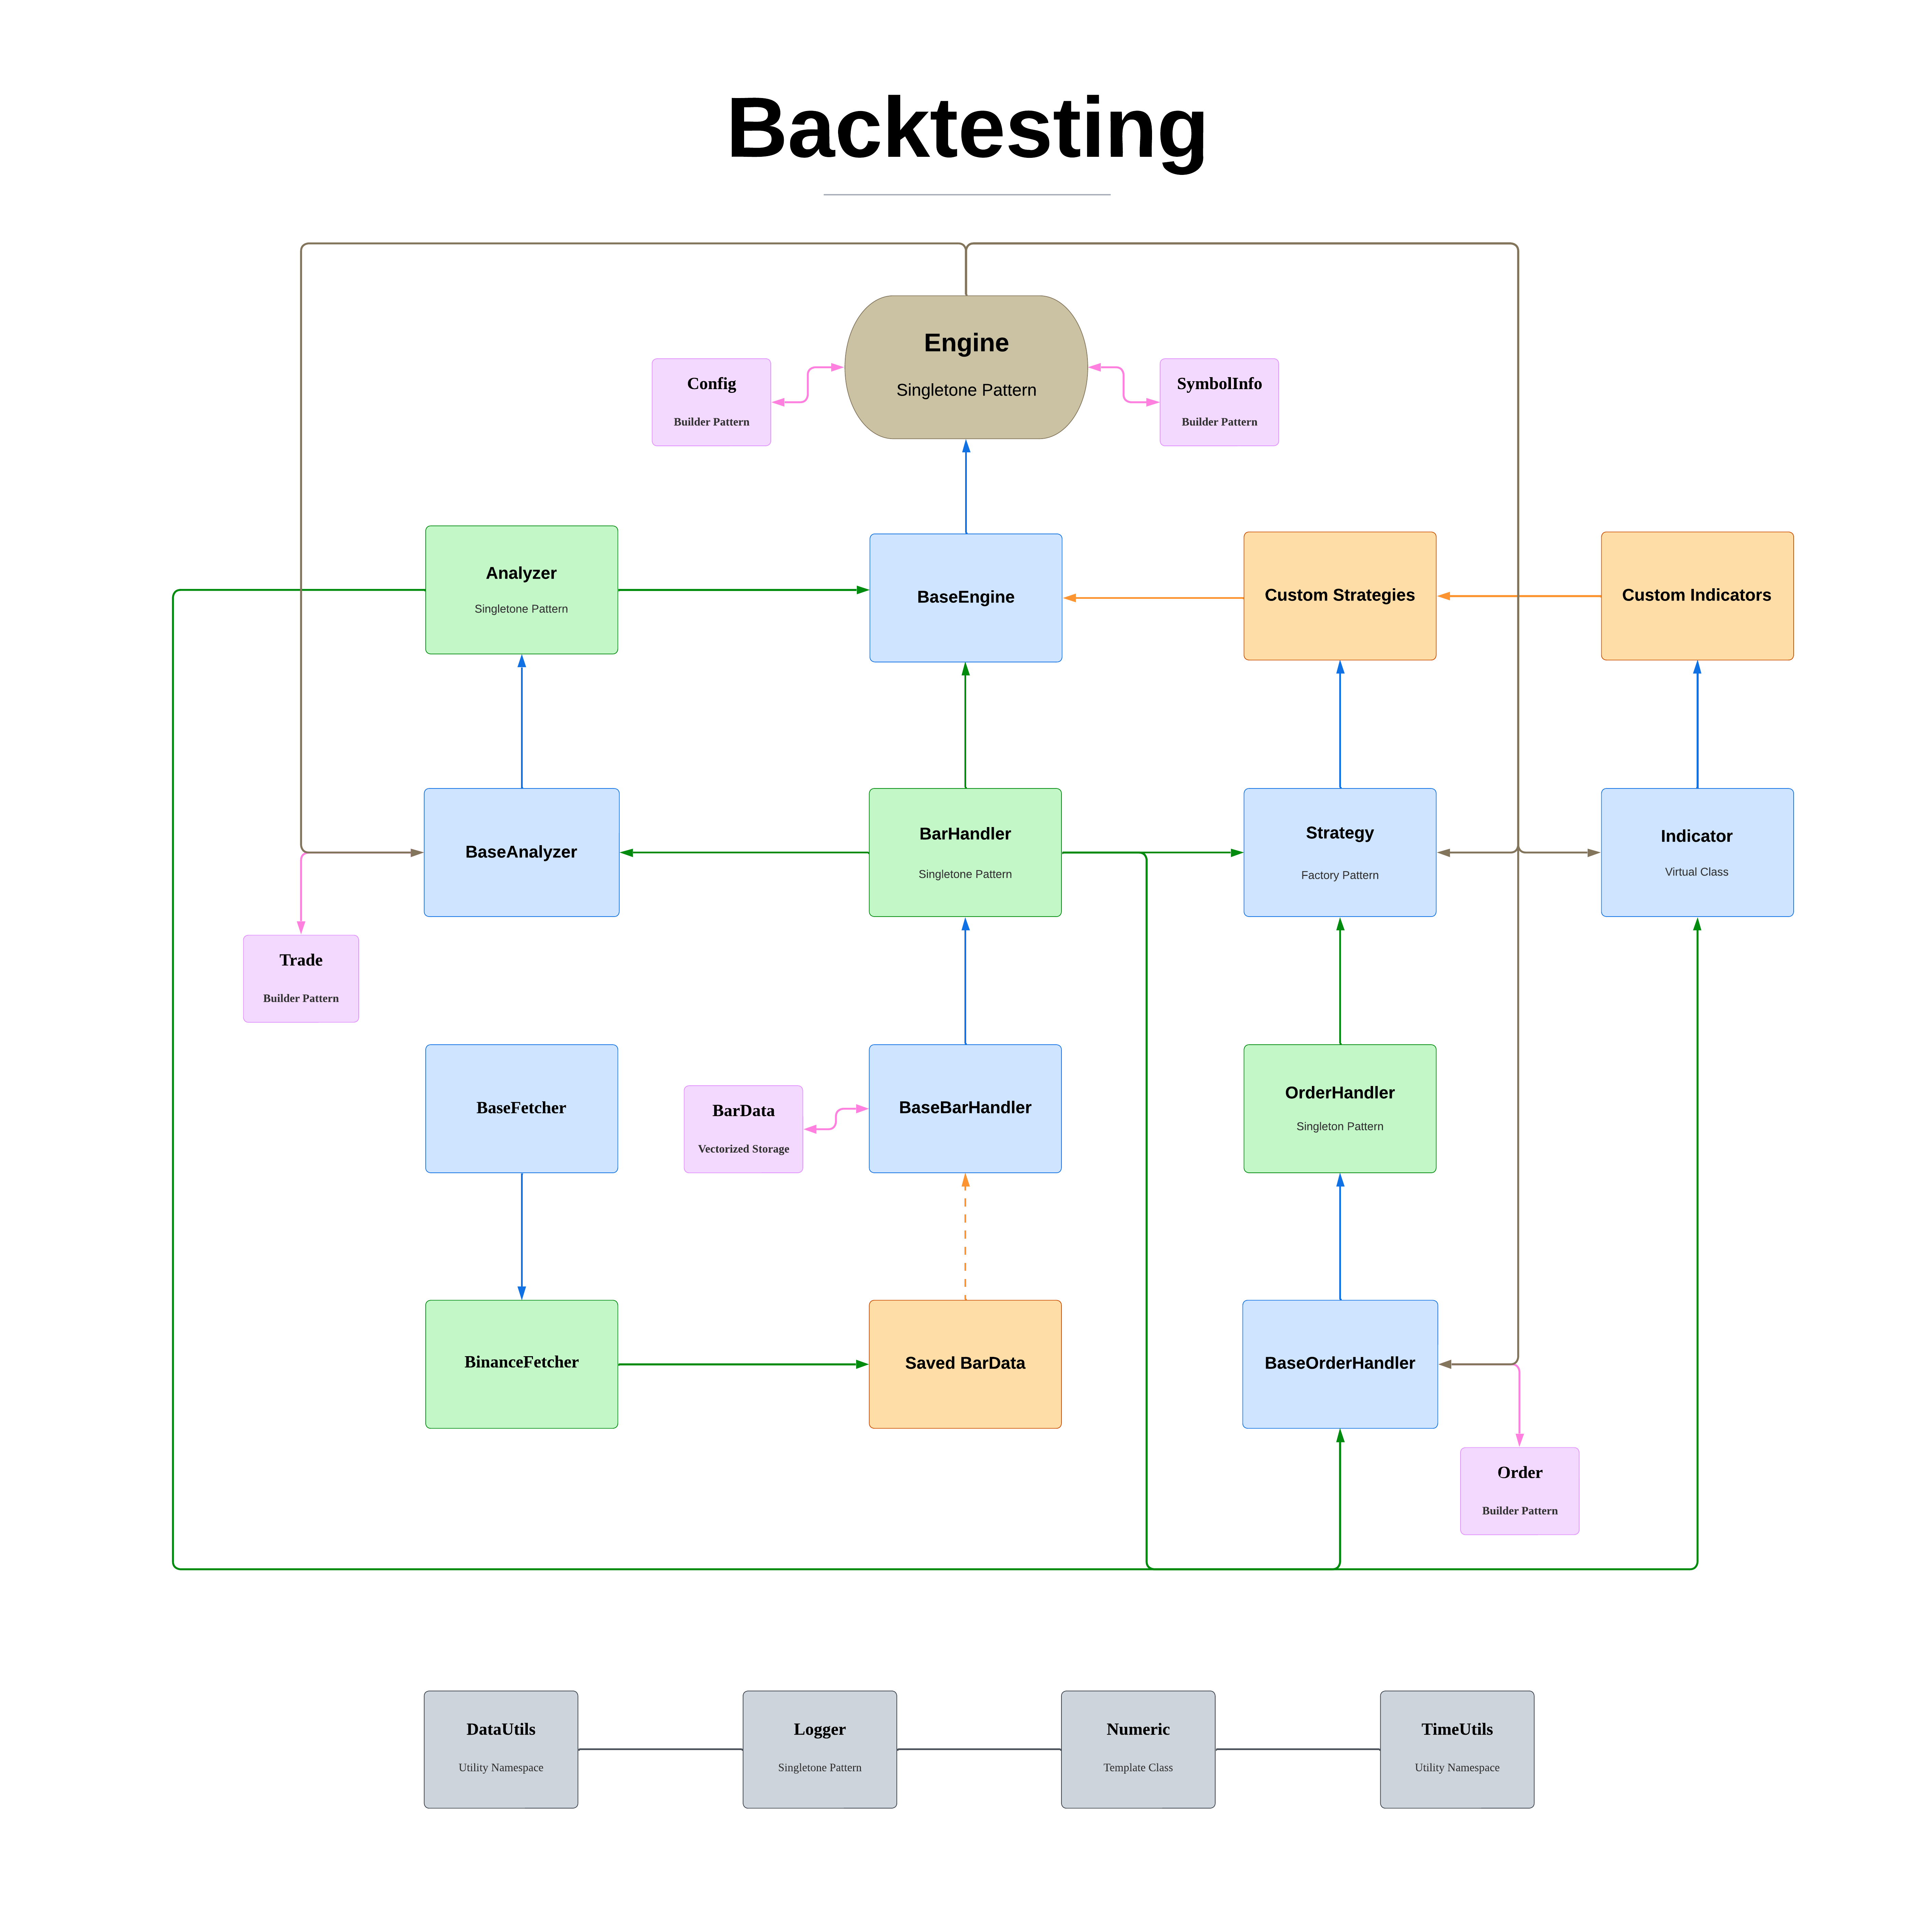 Backtesting
Engine
Singletone Pattern
Config
Builder Pattern
SymbolInfo
Builder Pattern
Analyzer
Singletone Pattern
BaseEngine
Custom Strategies
Custom Indicators
BaseAnalyzer
BarHandler
Singletone Pattern
Strategy
Factory Pattern
Indicator
Virtual Class
Trade
Builder Pattern
BaseFetcher
BarData
Vectorized Storage
BaseBarHandler
OrderHandler
Singleton Pattern
BinanceFetcher
Saved BarData
BaseOrderHandler
Order
Builder Pattern
DataUtils
Utility Namespace
Logger
Singletone Pattern
Numeric
Template Class
TimeUtils
Utility Namespace